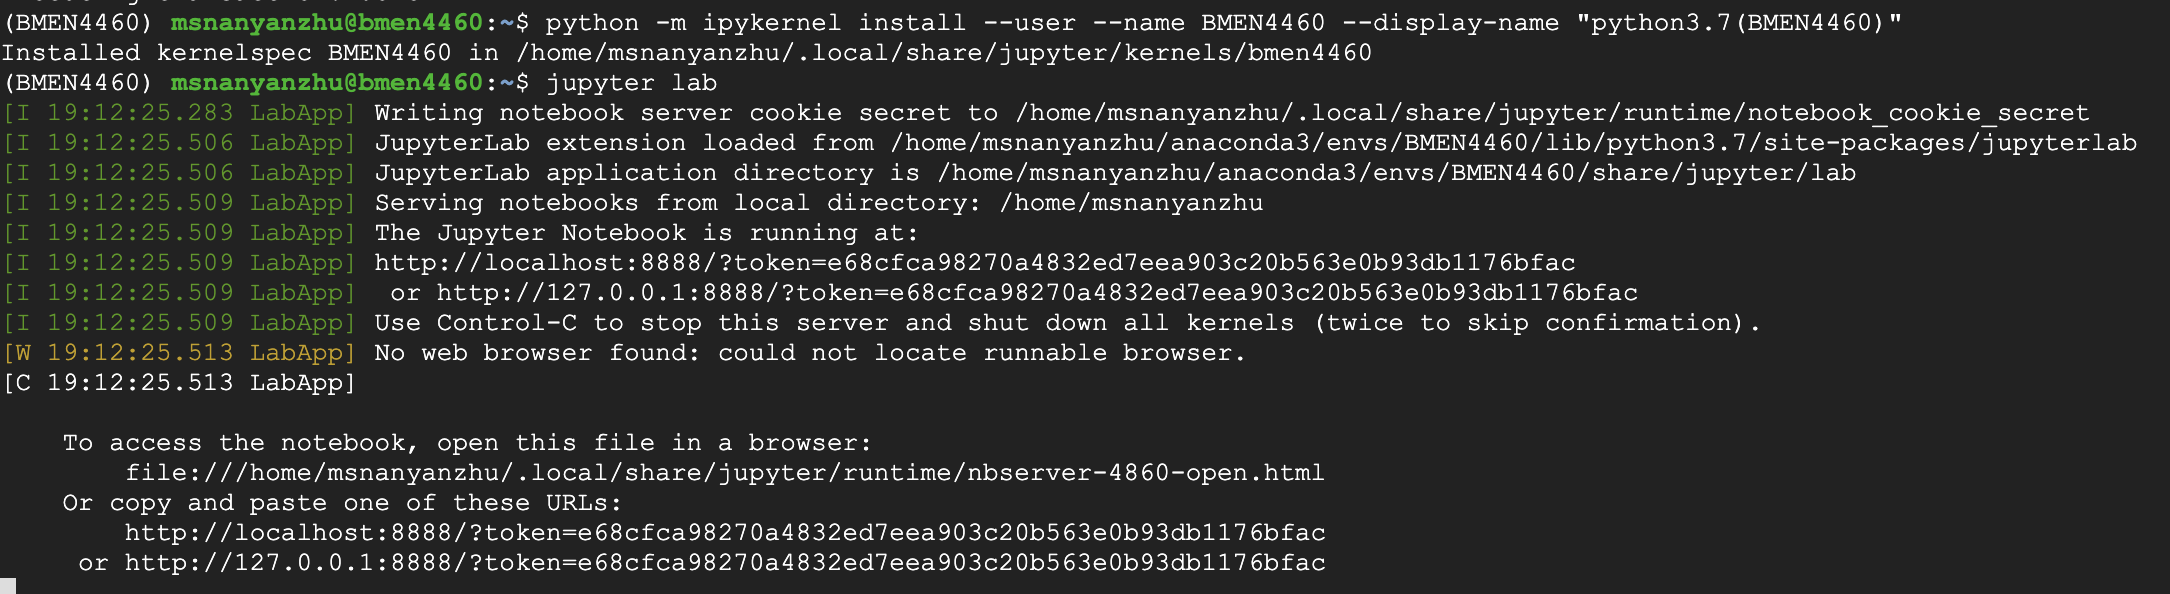 (BMEN4460) msnanyanzhu@bmen4460:~$ python -m ipykernel install --user --name BMEN4460 --display-name "python3.7(BMEN4460)"
Installed kernelspec BMEN4460 in /home/msnanyanzhu/.local/share/jupyter/kernels/bmen4460
(BMEN4460) msnanyanzhu@bmen4460:~$ jupyter lab
[I 19:12:25.283 LabApp] Writing notebook server cookie secret to /home/msnanyanzhu/.local/share/jupyter/runtime/notebook_cookie_secret
[I 19:12:25.506 LabApp] JupyterLab extension loaded from /home/msnanyanzhu/anaconda3/envs/BMEN4460/lib/python3.7/site-packages/jupyterlab
[I 19:12:25.506 LabApp] JupyterLab application directory is /home/msnanyanzhu/anaconda3/envs/BMEN4460/share/jupyter/lab
[I 19:12:25.509 LabApp] Serving notebooks from local directory: /home/msnanyanzhu
[I 19:12:25.509 LabApp] The Jupyter Notebook is running at:
[I 19:12:25.509 LabApp] http://localhost:8888/?token=e68cfca98270a4832ed7eea903c20b563e0b93db1176bfac
[I 19:12:25.509 LabApp]  or http://127.0.0.1:8888/?token=e68cfca98270a4832ed7eea903c20b563e0b93db1176bfac
[I 19:12:25.509 LabApp] Use Control-C to stop this server and shut down all kernels (twice to skip confirmation).
[W 19:12:25.513 LabApp] No web browser found: could not locate runnable browser.
[C 19:12:25.513 LabApp]
To access the notebook, open this file in a browser:
file:///home/msnanyanzhu/.local/share/jupyter/runtime/nbserver-4860-open.html
Or copy and paste one of these URLs:
http://localhost:8888/?token=e68cfca98270a4832ed7eea903c20b563e0b93db1176bfac
or http://127.0.0.1:8888/?token=e68cfca98270a4832ed7eea903c20b563e0b93db1176bfac